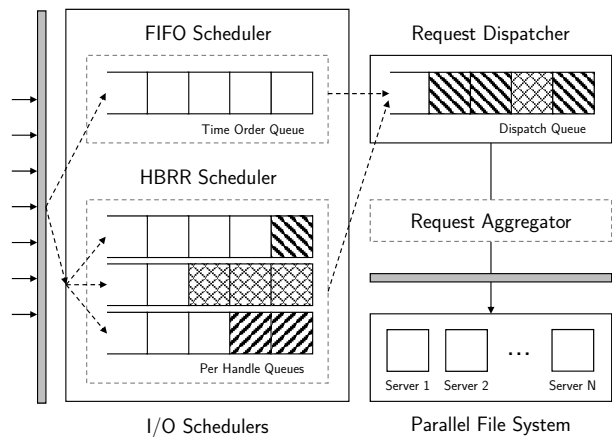 FIFO Scheduler
Time Order Queue
HBRR Scheduler
Per Handle Queues
I/O Schedulers
Request Dispatcher
Dispatch Queue
Request Aggregator
Server 1
Server 2
...
Server N
Parallel File System